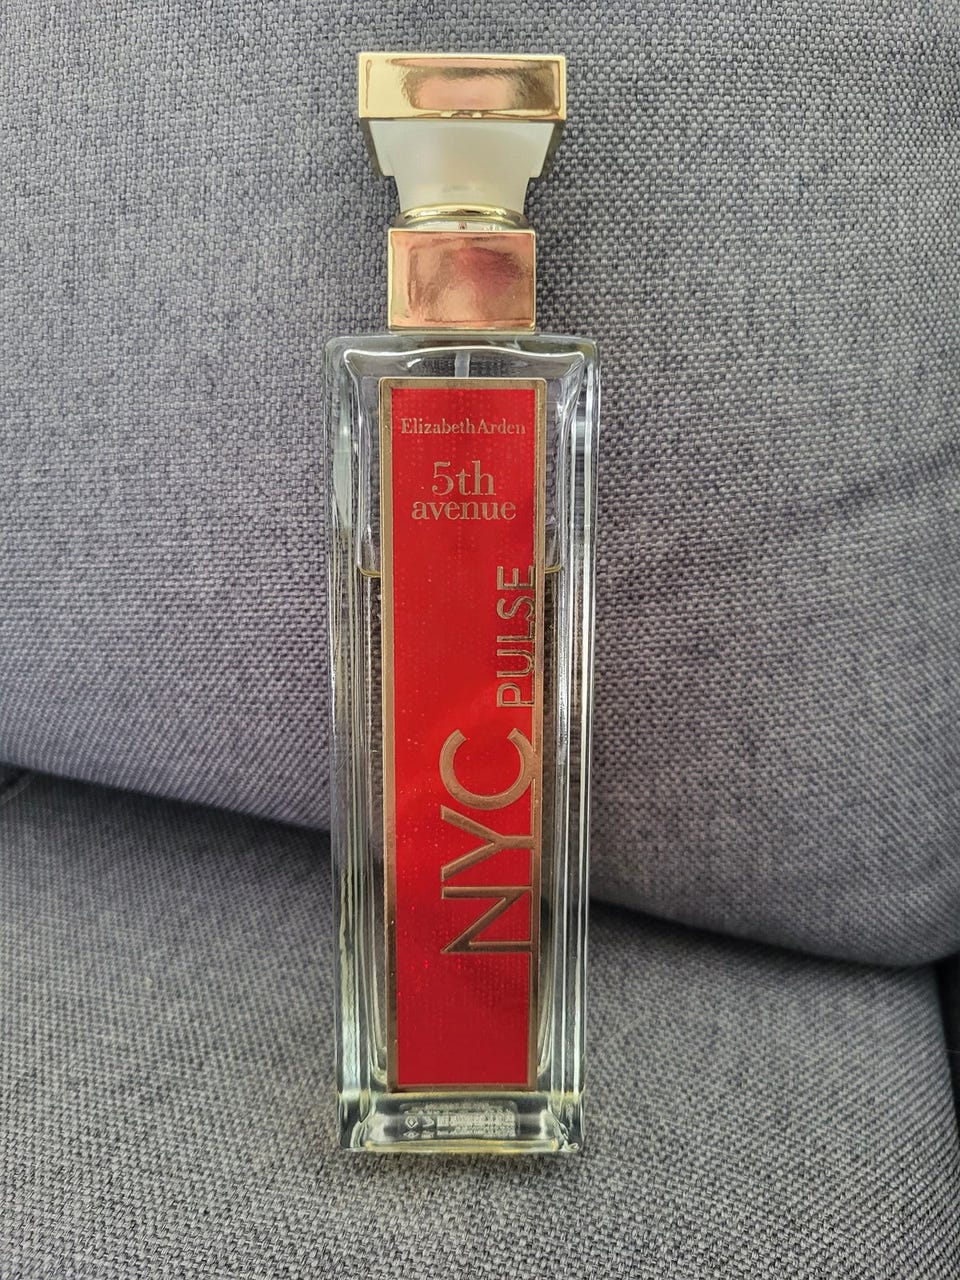 Elizabeth Arden
5th
avenue
NYC PULSE